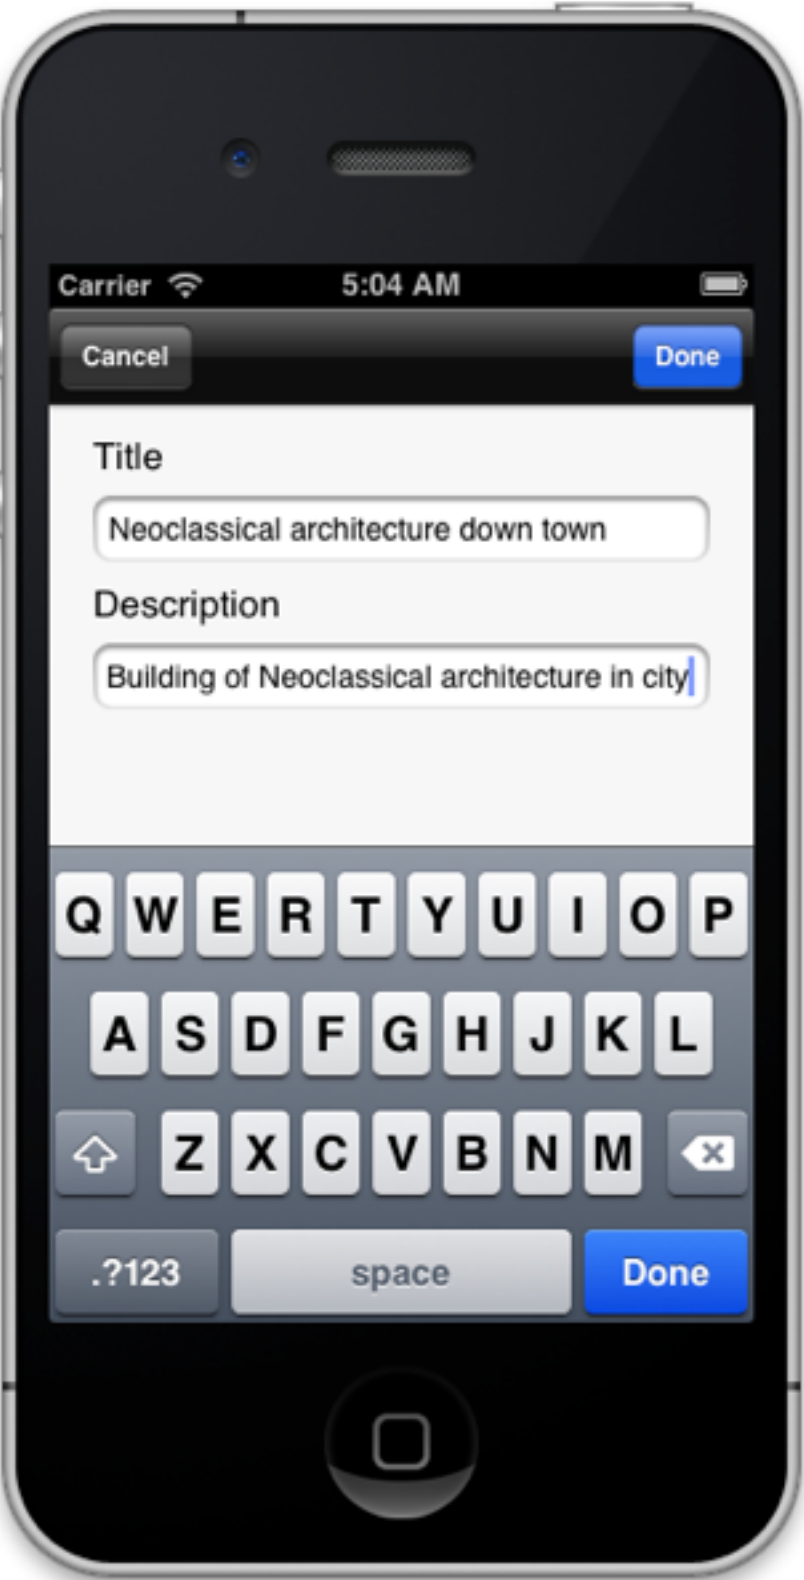 Carrier 5:04 AM
Cancel Done
Title
Neoclassical architecture down town
Description
Building of Neoclassical architecture in city
Q W E R T Y U I O P
A S D F G H J K L
Z X C V B N M
.?123 space Done